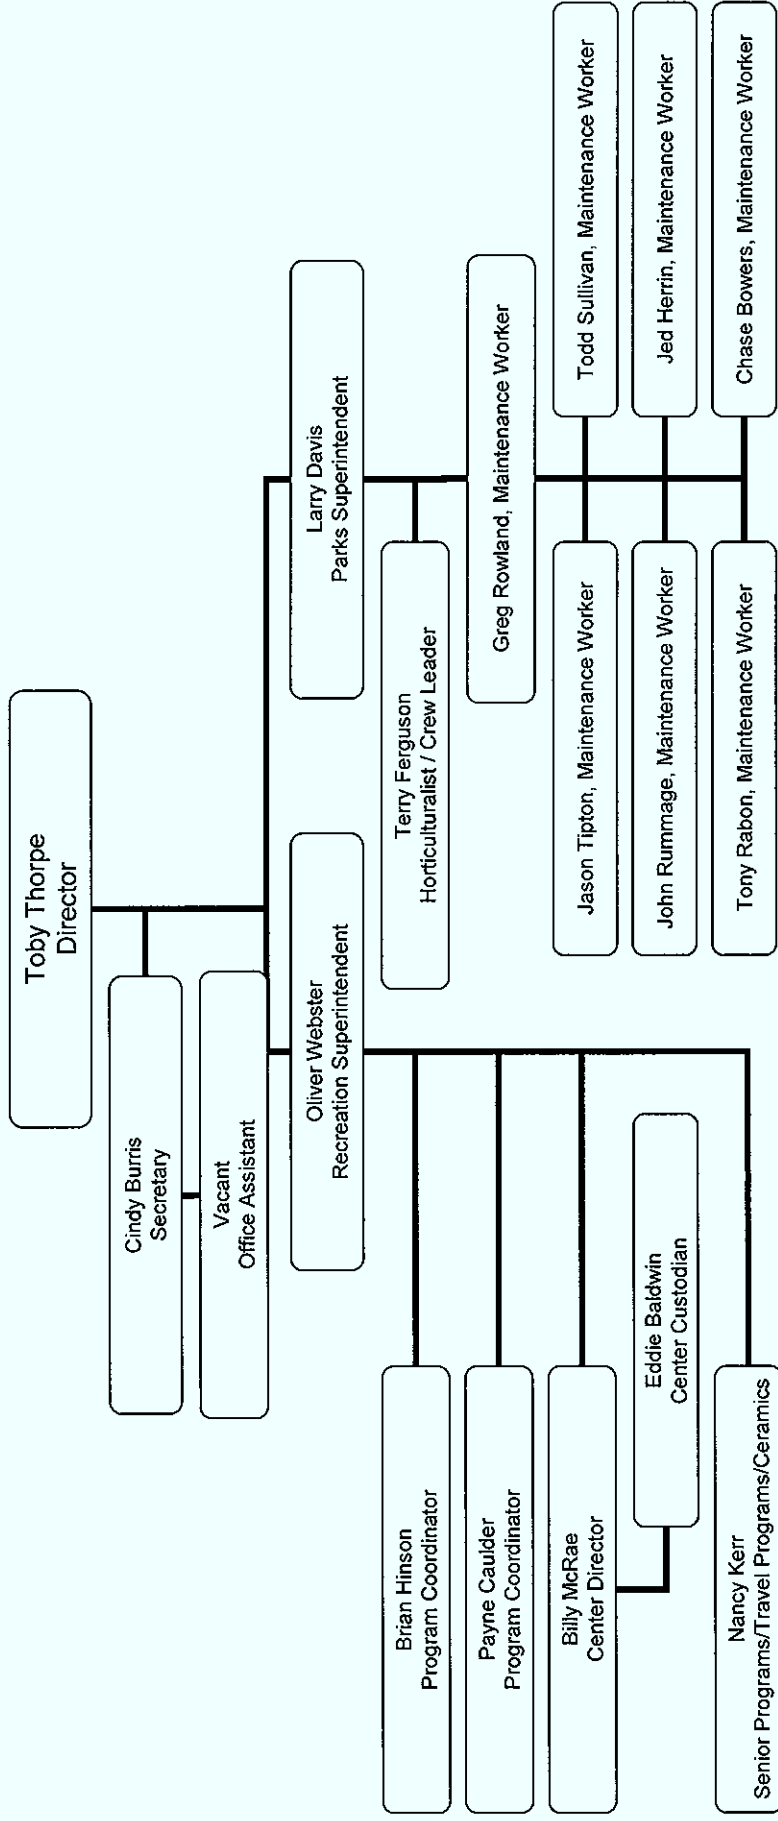 Toby Thorpe
Director
Cindy Burris
Secretary
Vacant
Office Assistant
Oliver Webster
Recreation Superintendent
Larry Davis
Parks Superintendent
Brian Hinson
Program Coordinator
Payne Caulder
Program Coordinator
Billy McRae
Center Director
Eddie Baldwin
Center Custodian
Nancy Kerr
Senior Programs/Travel Programs/Ceramics
Terry Ferguson
Horticulturalist / Crew Leader
Greg Rowland, Maintenance Worker
Jason Tipton, Maintenance Worker
Todd Sullivan, Maintenance Worker
John Rummage, Maintenance Worker
Jed Herrin, Maintenance Worker
Tony Rabon, Maintenance Worker
Chase Bowers, Maintenance Worker